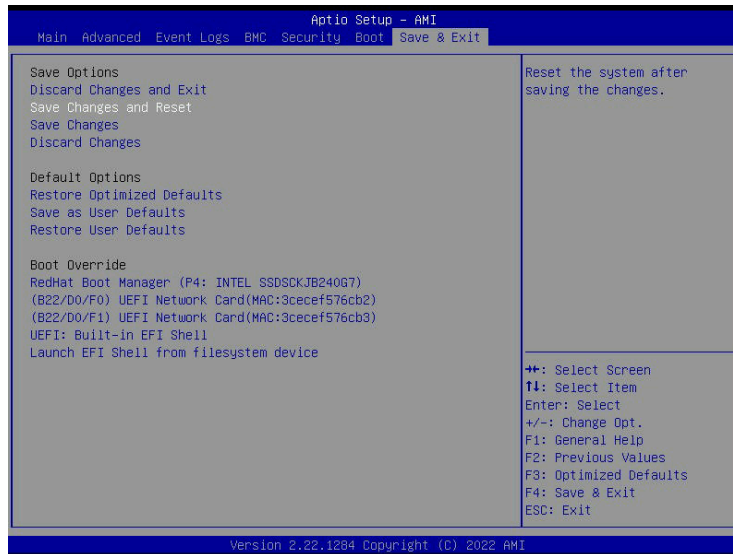 Aptio Setup - AMI
Main Advanced Event Logs BMC Security Boot Save & Exit
Save Options
Discard Changes and Exit
Save Changes and Reset
Save Changes
Discard Changes
Default Options
Restore Optimized Defaults
Save as User Defaults
Restore User Defaults
Boot Override
RedHat Boot Manager (P4: INTEL SSDSCKJB240G7)
(B22/D0/F0) UEFI Network Card(MAC:3cecef576cb2)
(B22/D0/F1) UEFI Network Card(MAC:3cecef576cb3)
UEFI: Built-in EFI Shell
Launch EFI Shell from filesystem device
Reset the system after
saving the changes.
→←: Select Screen
↑↓: Select Item
Enter: Select
+/-: Change Opt.
F1: General Help
F2: Previous Values
F3: Optimized Defaults
F4: Save & Exit
ESC: Exit
Version 2.22.1284 Copyright (C) 2022 AMI